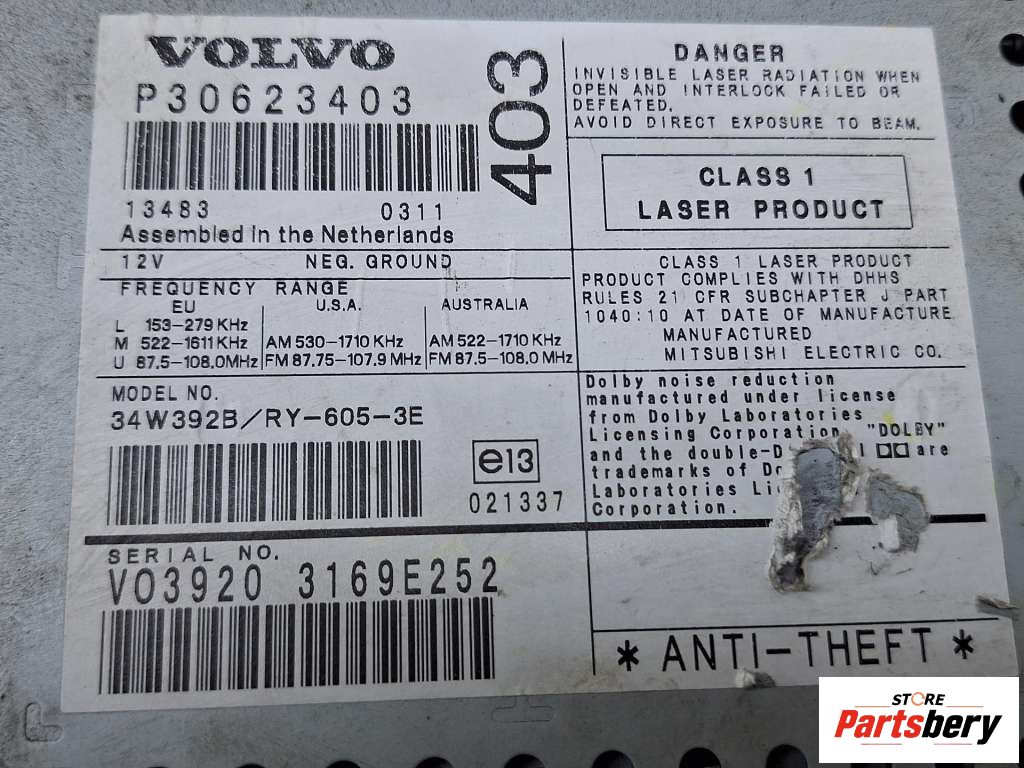 VOLVO
P30623403
403
13483 0311
Assembled in the Netherlands
12V NEG. GROUND
FREQUENCY RANGE
EU U.S.A. AUSTRALIA
L 153-279 KHz
M 522-1611 KHz AM 530-1710 KHz AM 522-1710 KHz
U 87.5-108.0MHz FM 87.75-107.9 MHz FM 87.5-108.0 MHz
MODEL NO.
34W392B/RY-605-3E
e13
021337
SERIAL NO.
VO3920 3169E252
DANGER
INVISIBLE LASER RADIATION WHEN
OPEN AND INTERLOCK FAILED OR
DEFEATED.
AVOID DIRECT EXPOSURE TO BEAM.
CLASS 1
LASER PRODUCT
CLASS 1 LASER PRODUCT
PRODUCT COMPLIES WITH DHHS
RULES 21 CFR SUBCHAPTER J PART
1040:10 AT DATE OF MANUFACTURE
MANUFACTURED
MITSUBISHI ELECTRIC CO.
Dolby noise reduction
manufactured under license
from Dolby Laboratories
Licensing Corporation. "DOLBY"
and the double-D are
trademarks of
Laboratories
Corporation.
* ANTI-THEFT *
STORE
Partsbery